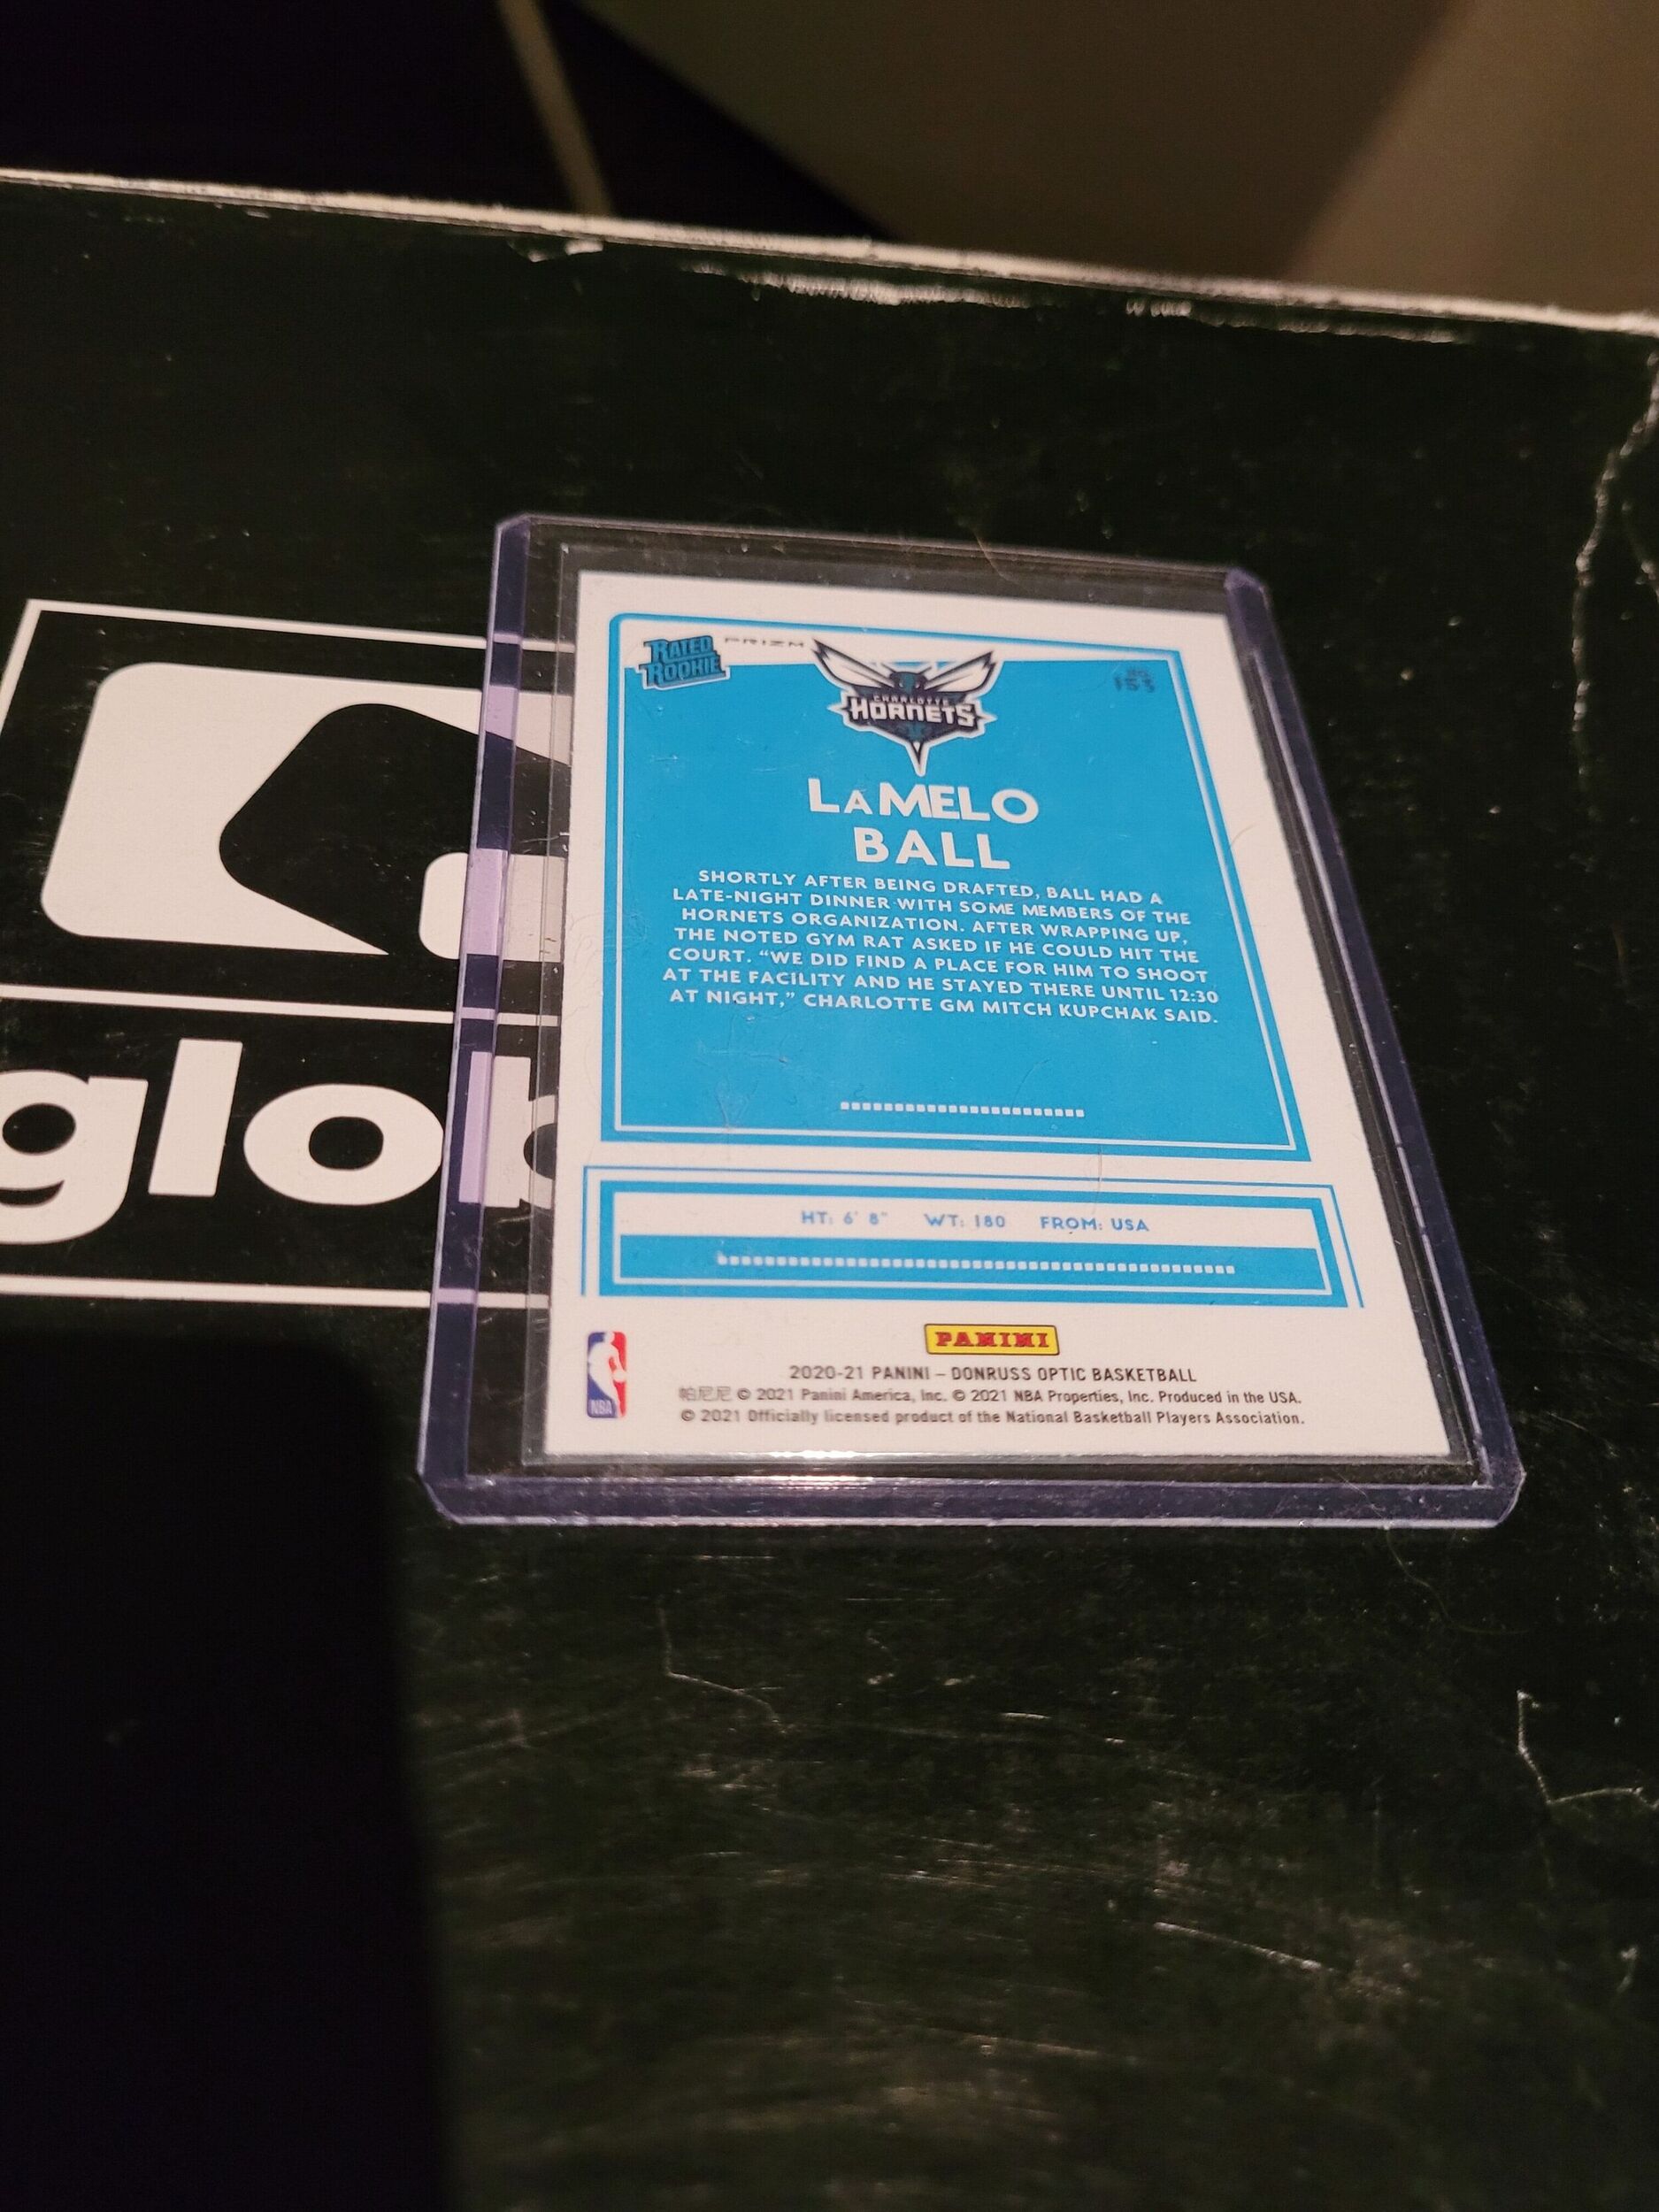 RATED
ROOKIE
PRIZM
NO.
153
CHARLOTTE
HORNETS
LAMELO
BALL
SHORTLY AFTER BEING DRAFTED, BALL HAD A
LATE-NIGHT DINNER WITH SOME MEMBERS OF THE
HORNETS ORGANIZATION. AFTER WRAPPING UP,
THE NOTED GYM RAT ASKED IF HE COULD HIT THE
COURT. “WE DID FIND A PLACE FOR HIM TO SHOOT
AT THE FACILITY AND HE STAYED THERE UNTIL 12:30
AT NIGHT,” CHARLOTTE GM MITCH KUPCHAK SAID.
HT: 6' 8" WT: 180 FROM: USA
PANINI
NBA
2020-21 PANINI – DONRUSS OPTIC BASKETBALL
帕尼尼 © 2021 Panini America, Inc. © 2021 NBA Properties, Inc. Produced in the USA.
© 2021 Officially licensed product of the National Basketball Players Association.
glob